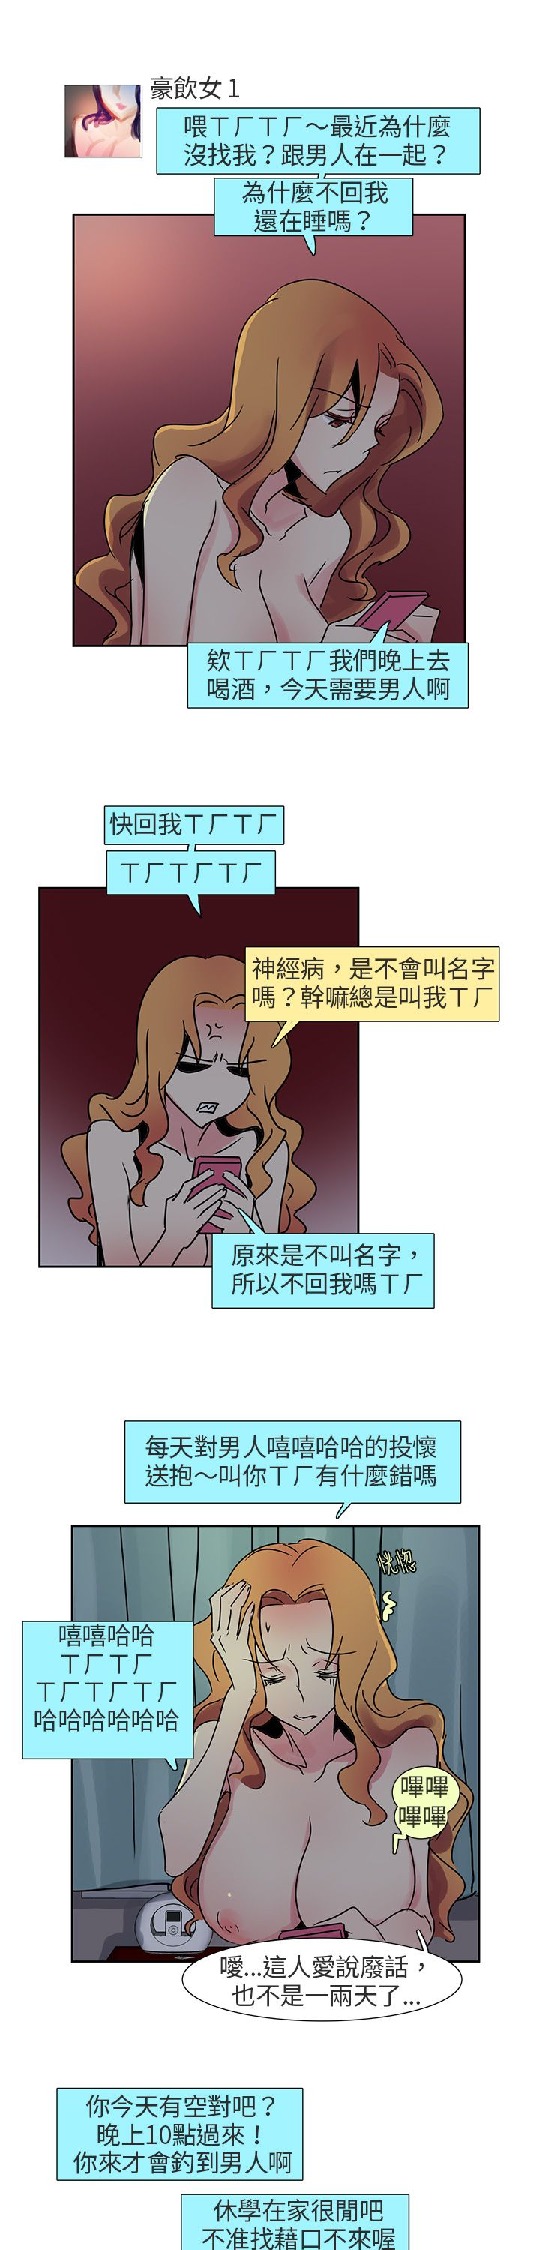 豪飲女 1
喂ㄒㄏㄒㄏ～最近為什麼
沒找我？跟男人在一起？
為什麼不回我
還在睡嗎？
欸ㄒㄏㄒㄏ我們晚上去
喝酒，今天需要男人啊
快回我ㄒㄏㄒㄏ
ㄒㄏㄒㄏㄒㄏ
神經病，是不會叫名字
嗎？幹嘛總是叫我ㄒㄏ
原來是不叫名字，
所以不回我嗎ㄒㄏ
每天對男人嘻嘻哈哈的投懷
送抱～叫你ㄒㄏ有什麼錯嗎
恍惚
嘻嘻哈哈
ㄒㄏㄒㄏ
ㄒㄏㄒㄏㄒㄏ
哈哈哈哈哈哈
嗶嗶
嗶嗶
噯...這人愛說廢話，
也不是一兩天了...
你今天有空對吧？
晚上10點過來！
你來才會釣到男人啊
休學在家很閒吧
不准找藉口不來喔